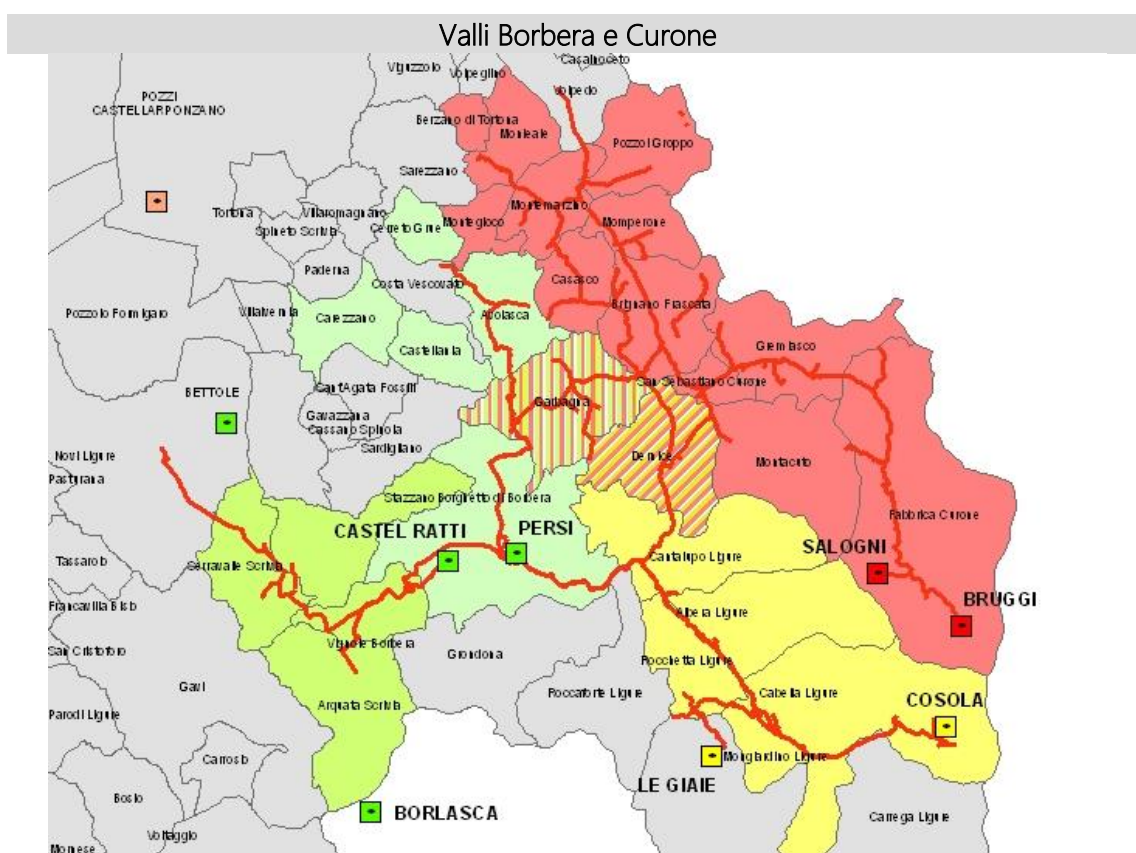 Valli Borbera e Curone
Viguzzolo
Volpeglino
Casalnoceto
Volpedo
POZZI
CASTELLARPONZANO
Berzano di Tortona
Monleale
Pozzol Groppo
Sarezzano
Tortona
Villaromagnano
Montemarzino
Spineto Scrivia
Cerreto Grue
Montegioco
Momperone
Paderna
Costa Vescovato
Casasco
Pozzolo Formigaro
Villalvernia
Carezzano
Avolasca
Brignano Frascata
Castellania
Gremiasco
BETTOLE
Sant'Agata Fossili
San Sebastiano Curone
Garbagna
Gavazzana
Cassano Spinola
Sardigliano
Novi Ligure
Pasturana
Dernice
Montacuto
Stazzano
Borghetto di Borbera
Fabbrica Curone
CASTEL RATTI
PERSI
SALOGNI
Cantalupo Ligure
Serravalle Scrivia
BRUGGI
Albera Ligure
Vignole Borbera
Grondona
Rocchetta Ligure
Gavi
Roccaforte Ligure
Cabella Ligure
COSOLA
Arquata Scrivia
Parodi Ligure
Carrosio
Mongiardino Ligure
LE GIAIE
Bosio
BORLASCA
Carrega Ligure
Voltaggio
Mornese